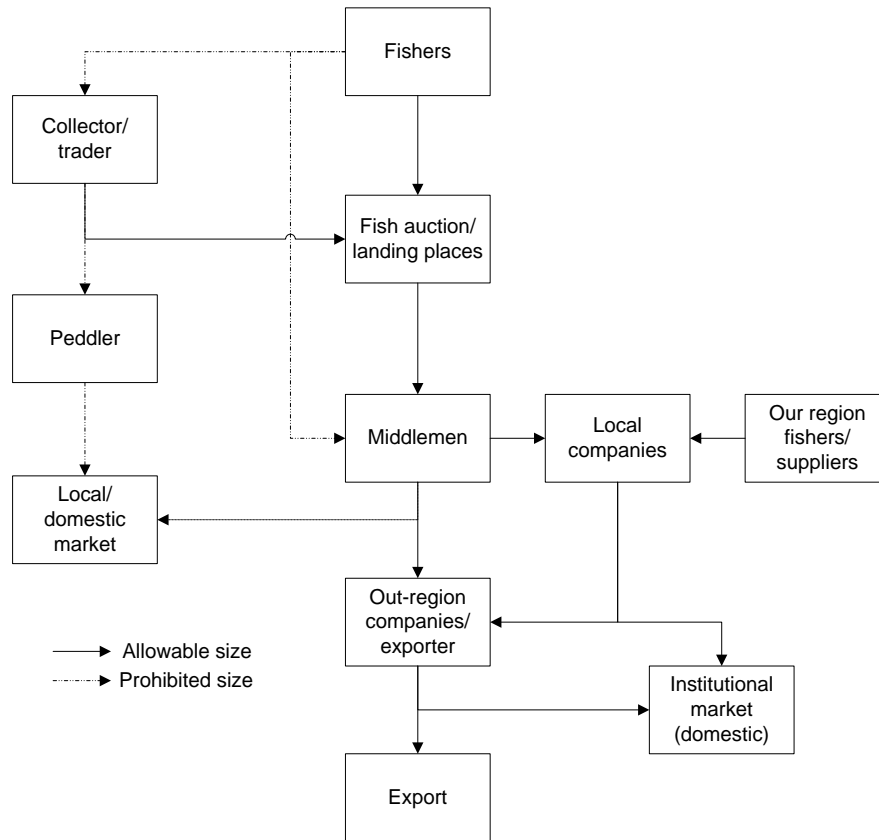 Fishers
Collector/
trader
Fish auction/
landing places
Peddler
Middlemen
Local
companies
Our region
fishers/
suppliers
Local/
domestic
market
Out-region
companies/
exporter
Allowable size
Prohibited size
Institutional
market
(domestic)
Export